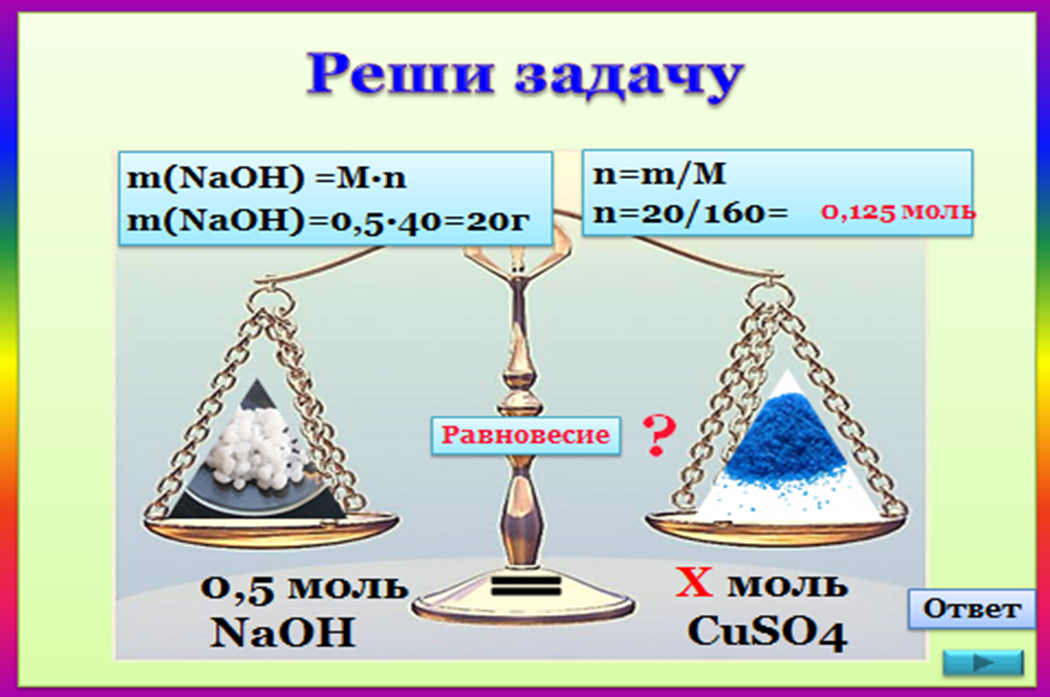 Реши задачу
m(NaOH) =M·n
m(NaOH)=0,5·40=20г
n=m/M
n=20/160= 0,125 моль
Равновесие ?
0,5 моль
NaOH
=
X моль
CuSO4
Ответ